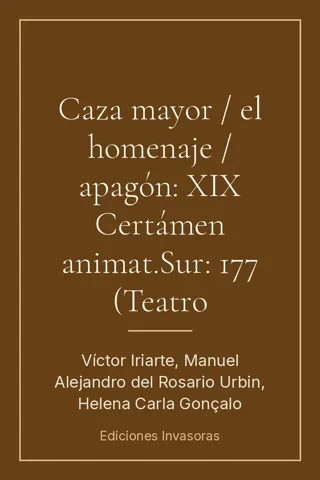 Caza mayor / el
homenaje /
apagón: XIX
Certámen
animat.Sur: 177
(Teatro
Víctor Iriarte, Manuel
Alejandro del Rosario Urbin,
Helena Carla Gonçalo
Ediciones Invasoras